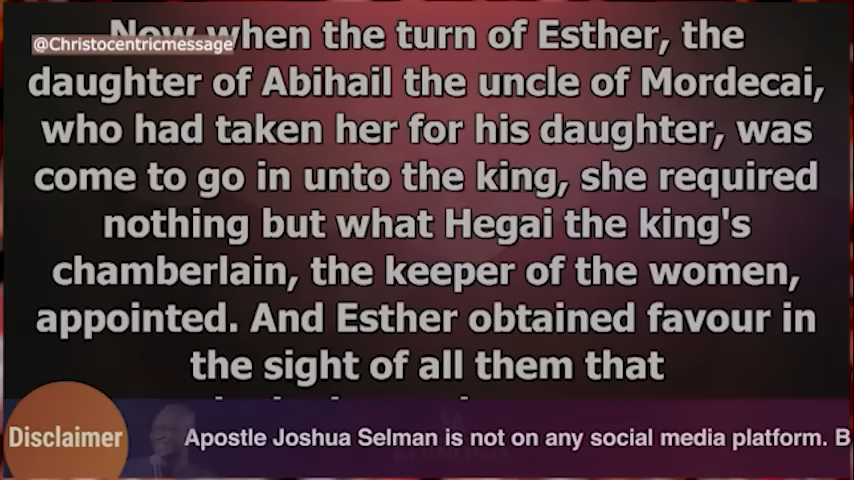 @Christocentricmessage
Now when the turn of Esther, the
daughter of Abihail the uncle of Mordecai,
who had taken her for his daughter, was
come to go in unto the king, she required
nothing but what Hegai the king's
chamberlain, the keeper of the women,
appointed. And Esther obtained favour in
the sight of all them that
Disclaimer
Apostle Joshua Selman is not on any social media platform. B